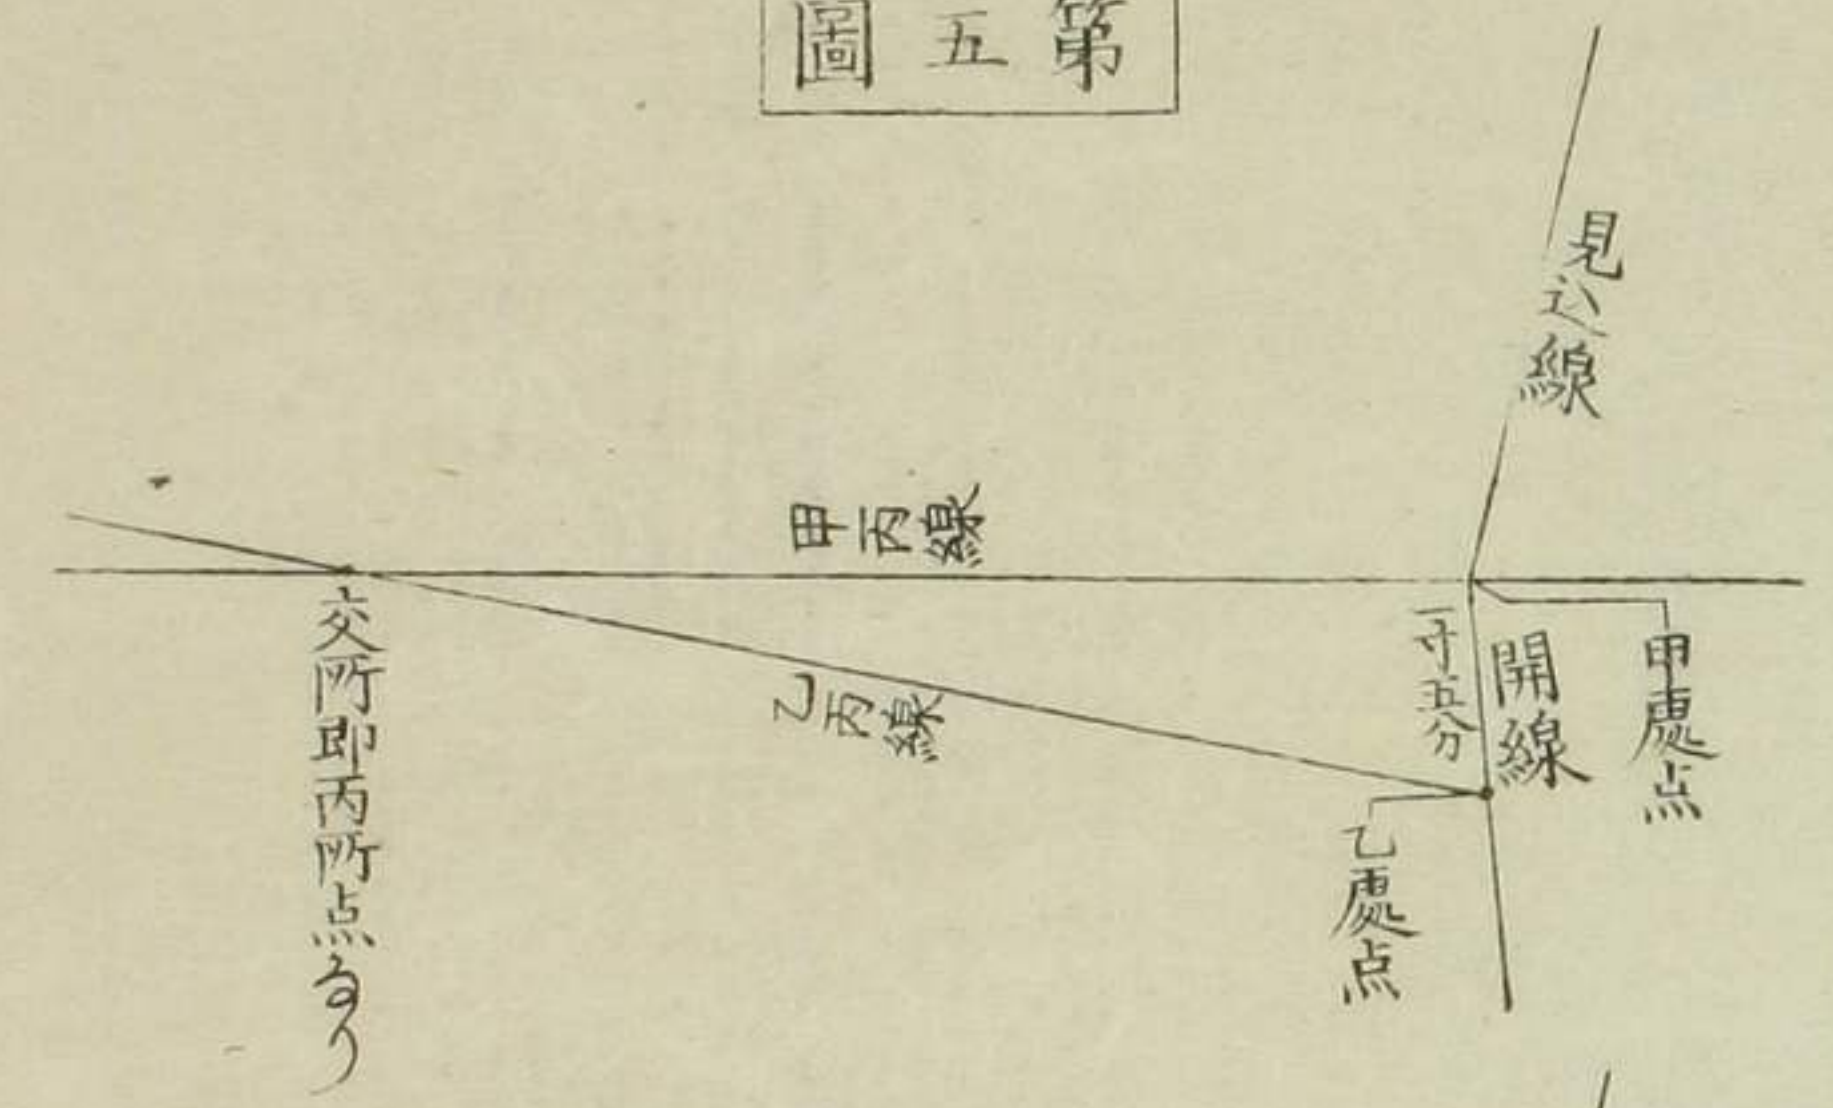 第五圖
見込線
甲丙線
甲處点
開線
一寸五分
乙丙線
乙處点
交所即丙所点なり